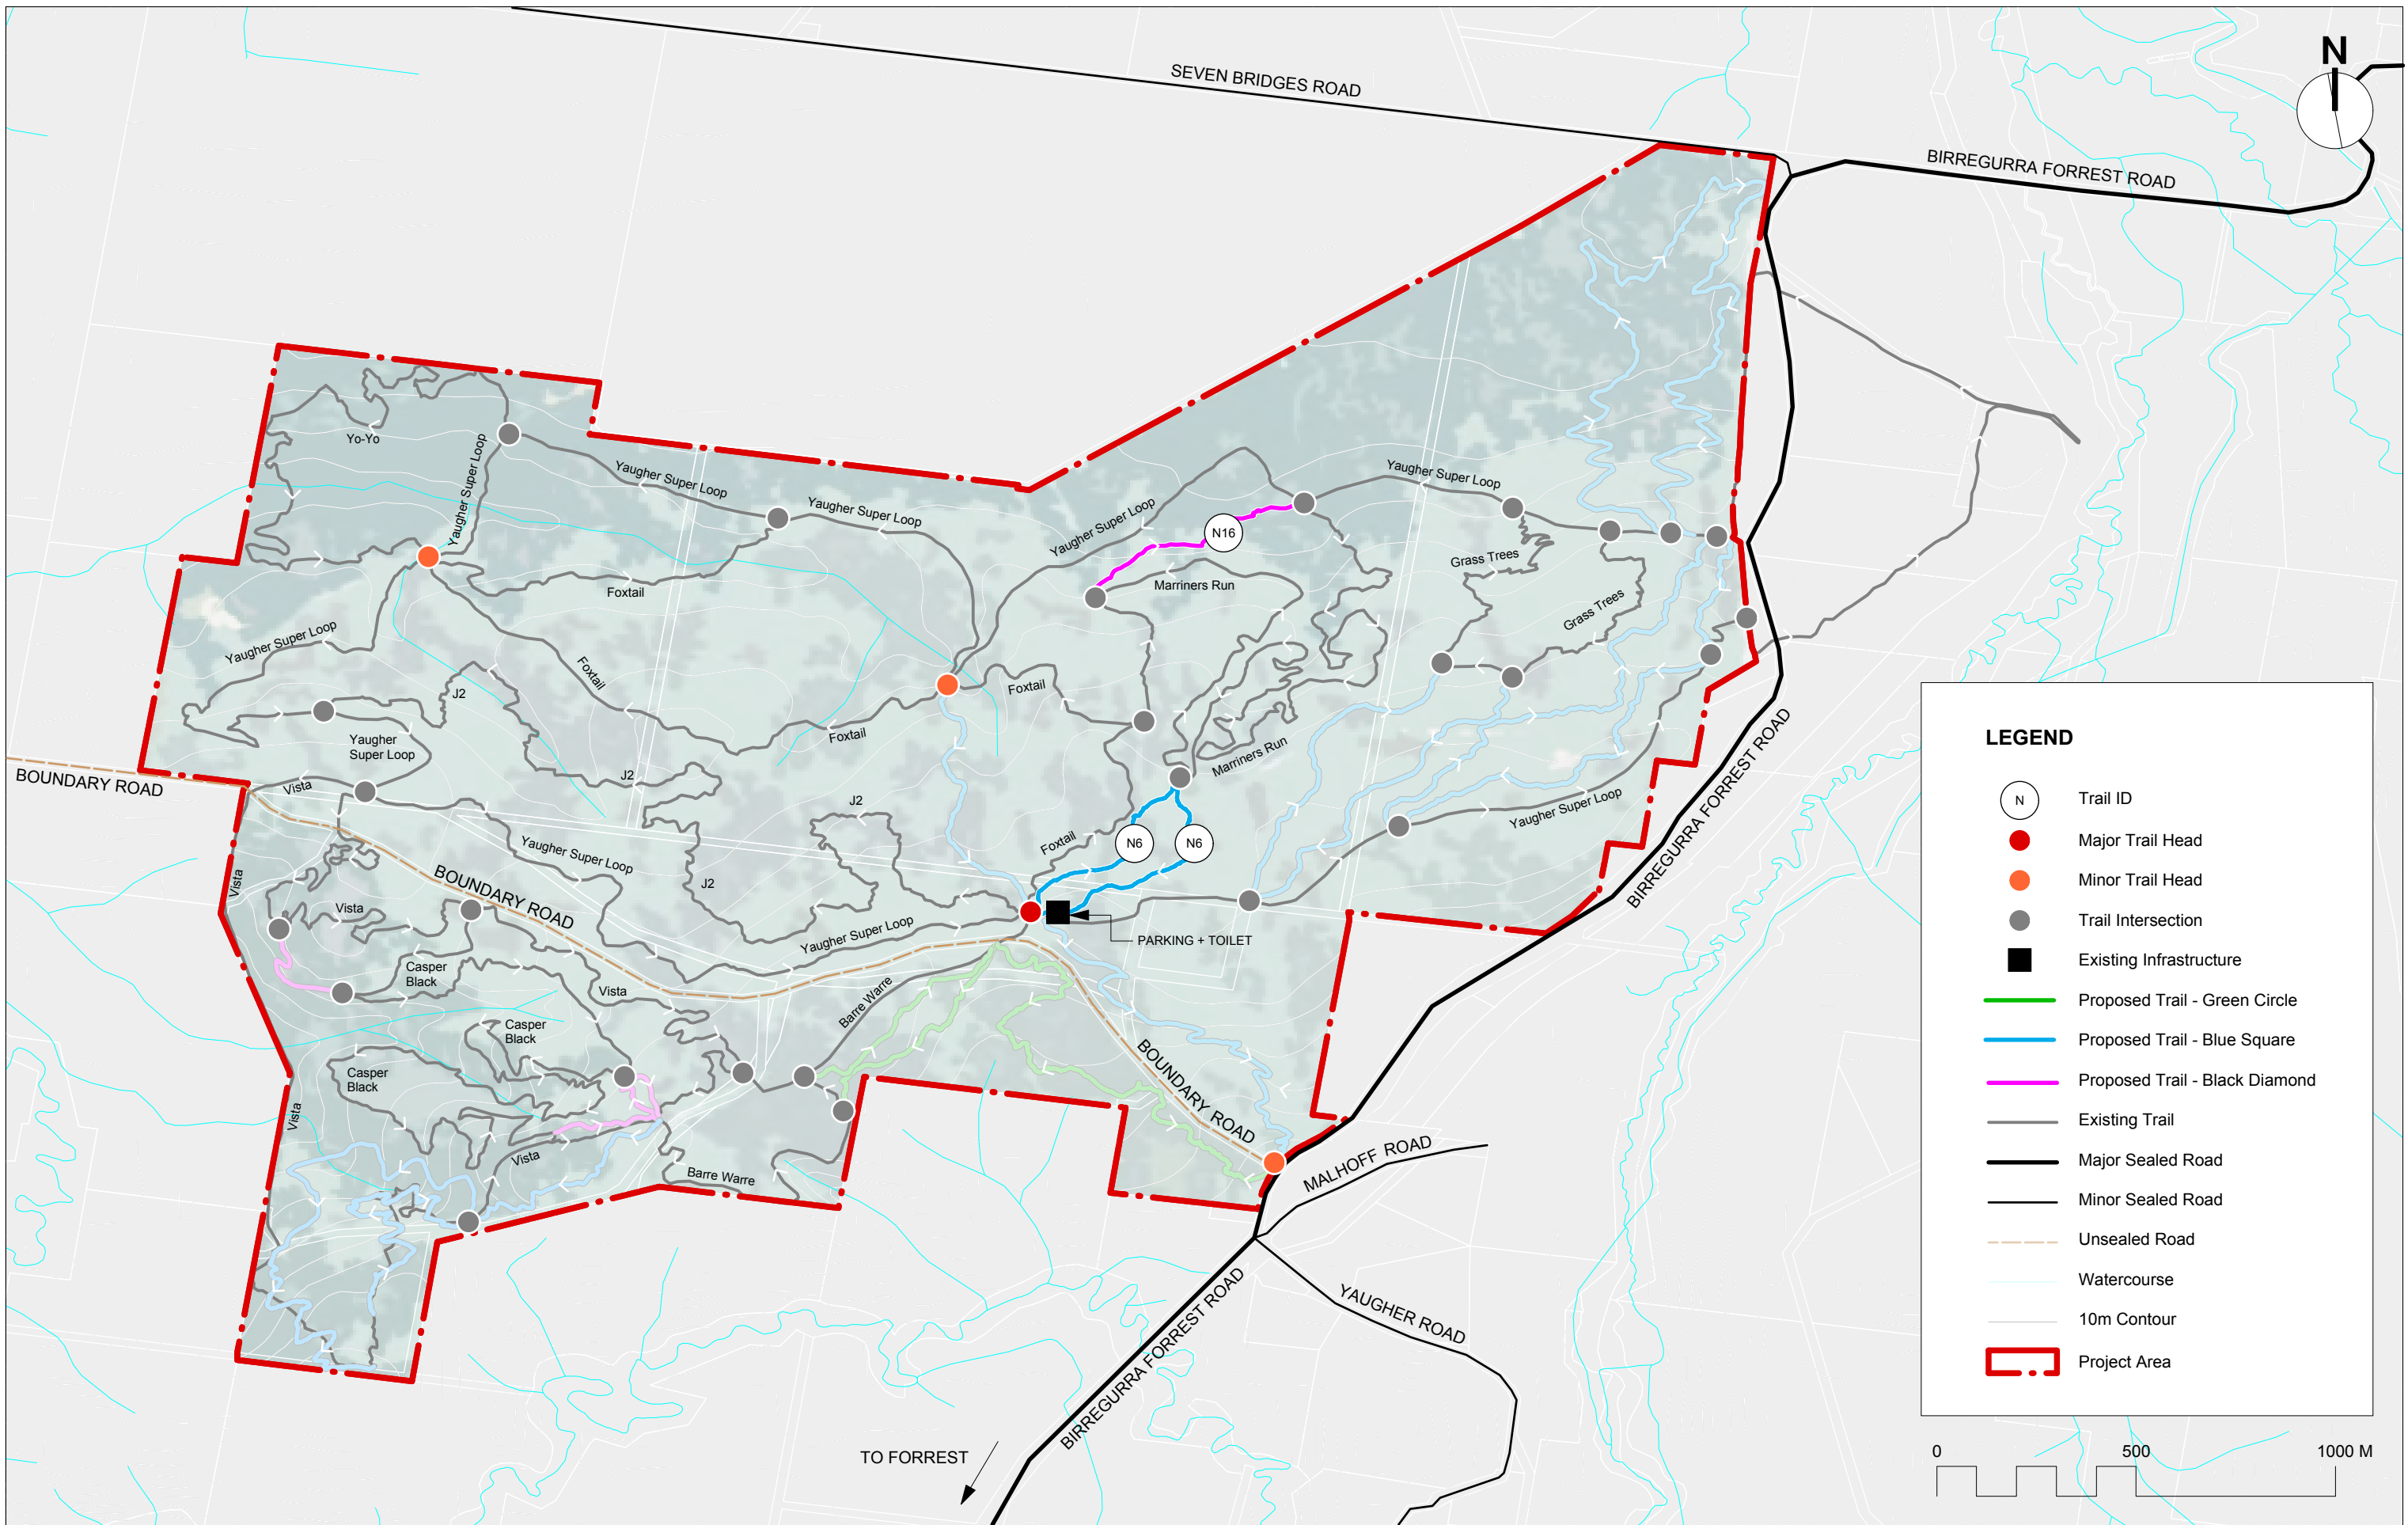 SEVEN BRIDGES ROAD
N
BIRREGURRA FORREST ROAD
Yo-Yo
Yaugher Super Loop
Yaugher Super Loop
Yaugher Super Loop
Yaugher Super Loop
Yaugher Super Loop
N16
Marriners Run
Grass Trees
Grass Trees
Foxtail
Yaugher Super Loop
Foxtail
J2
Foxtail
Foxtail
Yaugher
Super Loop
J2
Marriners Run
BOUNDARY ROAD
Vista
J2
Yaugher Super Loop
BIRREGURRA FORREST ROAD
Foxtail
N6
N6
Yaugher Super Loop
BOUNDARY ROAD
Vista
J2
Vista
Yaugher Super Loop
PARKING + TOILET
Casper
Black
Vista
Barre Warre
Casper
Black
Casper
Black
BOUNDARY ROAD
Vista
Vista
Barre Warre
MALHOFF ROAD
YAUGHER ROAD
BIRREGURRA FORREST ROAD
TO FORREST
LEGEND
N
Trail ID
Major Trail Head
Minor Trail Head
Trail Intersection
Existing Infrastructure
Proposed Trail - Green Circle
Proposed Trail - Blue Square
Proposed Trail - Black Diamond
Existing Trail
Major Sealed Road
Minor Sealed Road
Unsealed Road
Watercourse
10m Contour
Project Area
0 500 1000 M